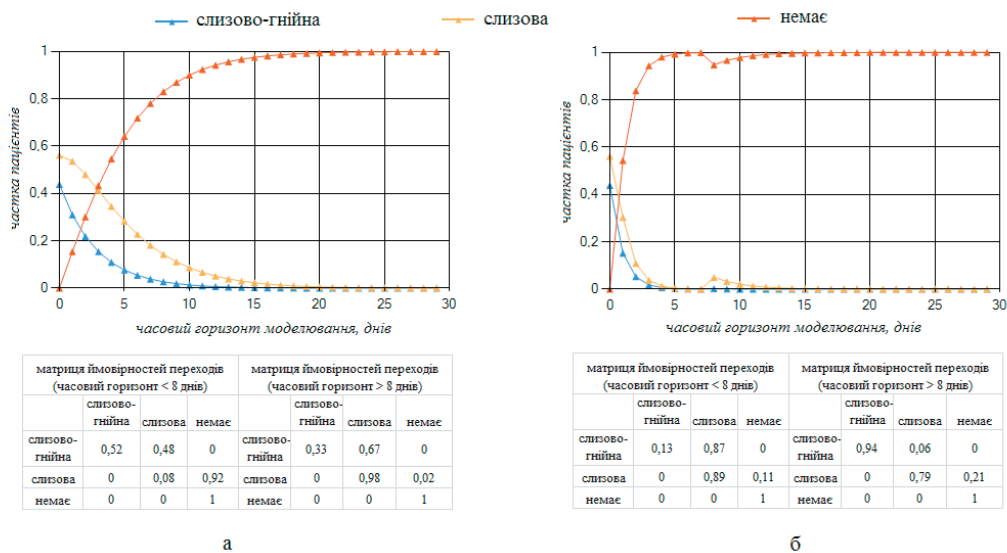 слизово-гнійна слизова немає
1
0,8
0,6
0,4
0,2
0
частка пацієнтів
0 5 10 15 20 25 30
часовий горизонт моделювання, днів
1
0,8
0,6
0,4
0,2
0
частка пацієнтів
0 5 10 15 20 25 30
часовий горизонт моделювання, днів
матриця ймовірностей переходів матриця ймовірностей переходів
(часовий горизонт < 8 днів) (часовий горизонт > 8 днів)
слизово- слизово-
гнійна слизова немає гнійна слизова немає
слизово-
гнійна 0,52 0,48 0 0,33 0,67 0
слизова 0 0,08 0,92 слизова 0 0,98 0,02
немає 0 0 1 немає 0 0 1
матриця ймовірностей переходів матриця ймовірностей переходів
(часовий горизонт < 8 днів) (часовий горизонт > 8 днів)
слизово- слизово-
гнійна слизова немає гнійна слизова немає
слизово- слизово-
гнійна 0,13 0,87 0 гнійна 0,94 0,06 0
слизова 0 0,89 0,11 слизова 0 0,79 0,21
немає 0 0 1 немає 0 0 1
а б